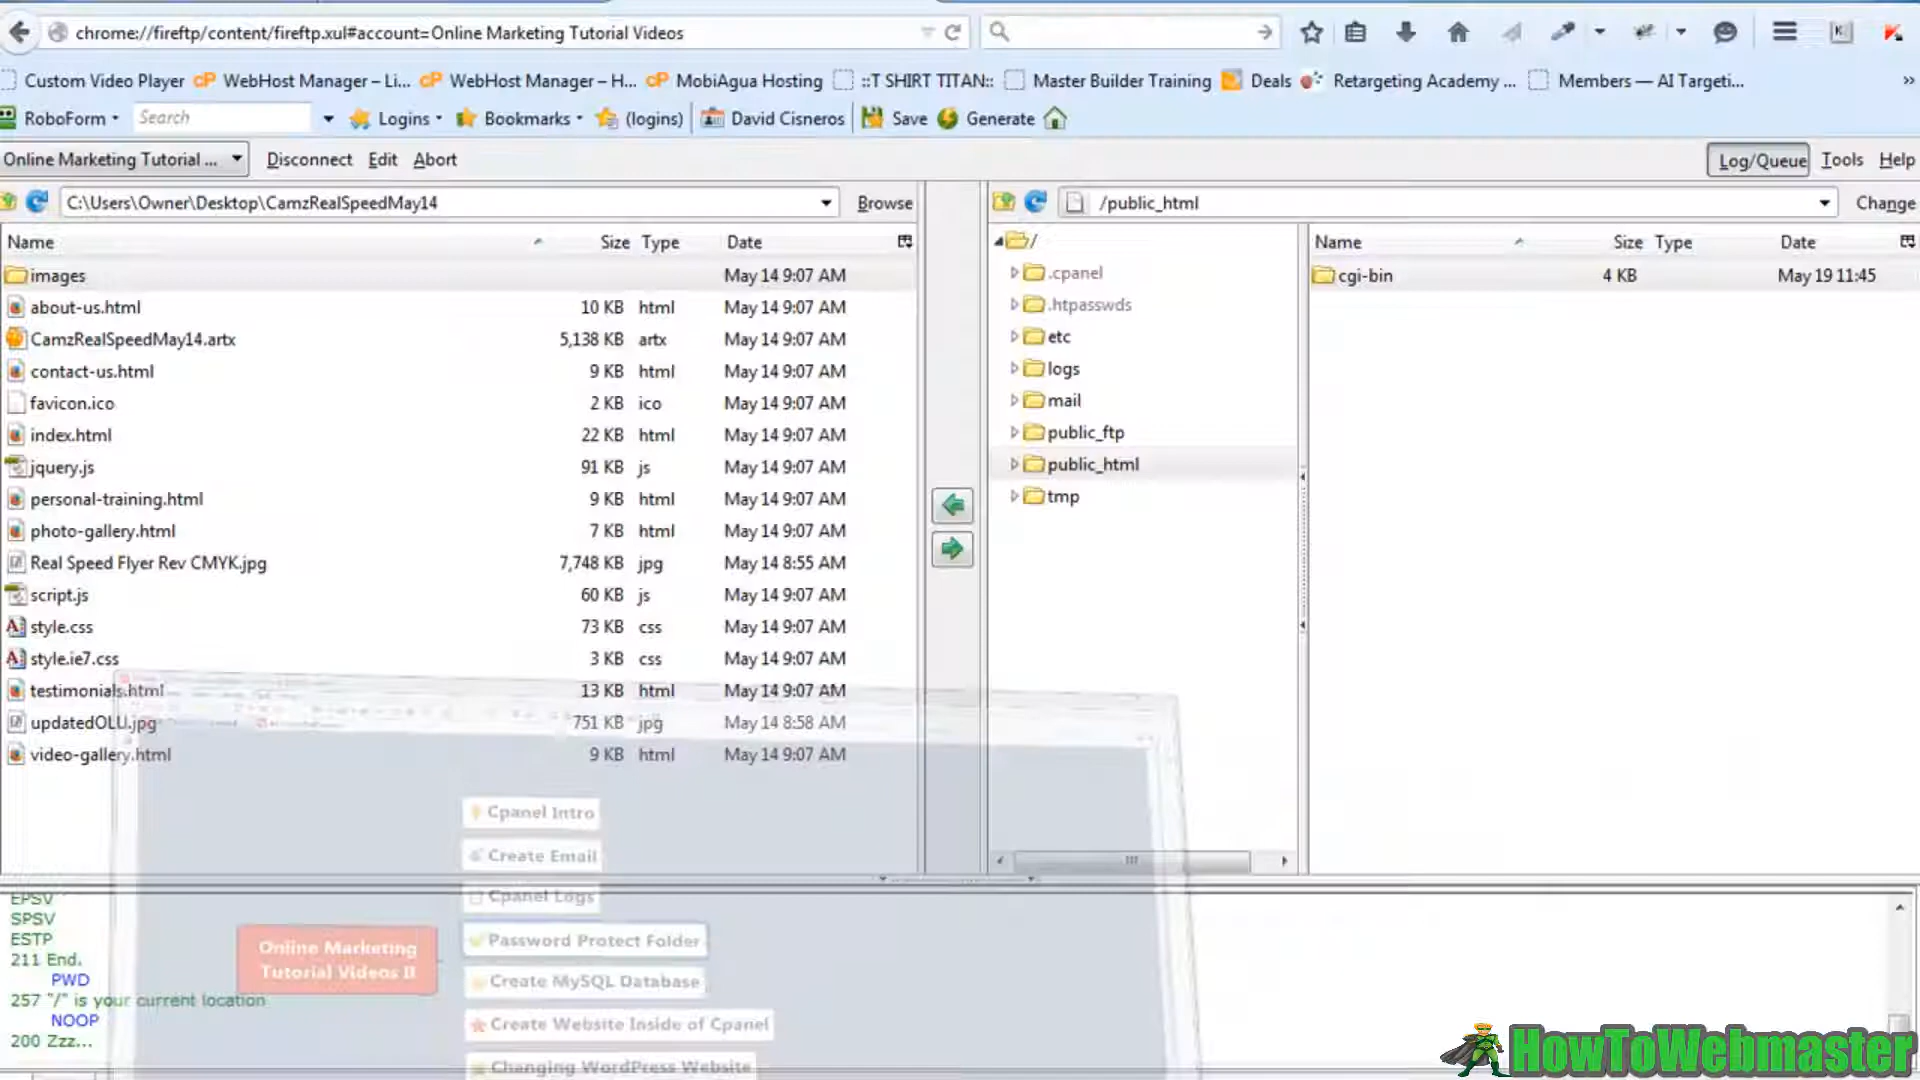 chrome://fireftp/content/fireftp.xul#account=Online Marketing Tutorial Videos
Custom Video Player cP WebHost Manager – Li... cP WebHost Manager – H... cP MobiAgua Hosting ::T SHIRT TITAN:: Master Builder Training Deals Retargeting Academy ... Members — AI Targeti... »
RoboForm Search Logins Bookmarks (logins) David Cisneros Save Generate
Online Marketing Tutorial ... Disconnect Edit Abort Log/Queue Tools Help
C:\Users\Owner\Desktop\CamzRealSpeedMay14 Browse /public_html Change
Name Size Type Date / Name Size Type Date
images May 14 9:07 AM .cpanel cgi-bin 4 KB May 19 11:45
about-us.html 10 KB html May 14 9:07 AM .htpasswds
CamzRealSpeedMay14.artx 5,138 KB artx May 14 9:07 AM etc
contact-us.html 9 KB html May 14 9:07 AM logs
favicon.ico 2 KB ico May 14 9:07 AM mail
index.html 22 KB html May 14 9:07 AM public_ftp
jquery.js 91 KB js May 14 9:07 AM public_html
personal-training.html 9 KB html May 14 9:07 AM tmp
photo-gallery.html 7 KB html May 14 9:07 AM
Real Speed Flyer Rev CMYK.jpg 7,748 KB jpg May 14 8:55 AM
script.js 60 KB js May 14 9:07 AM
style.css 73 KB css May 14 9:07 AM
style.ie7.css 3 KB css May 14 9:07 AM
testimonials.html 13 KB html May 14 9:07 AM
updatedOLU.jpg 751 KB jpg May 14 8:58 AM
video-gallery.html 9 KB html May 14 9:07 AM
Cpanel Intro
Create Email
Cpanel Logs
Password Protect Folder
Create MySQL Database
Create Website Inside of Cpanel
Changing WordPress Website
Online Marketing
Tutorial Videos II
EPSV
SPSV
ESTP
211 End.
PWD
257 "/" is your current location
NOOP
200 Zzz...
HowToWebmaster